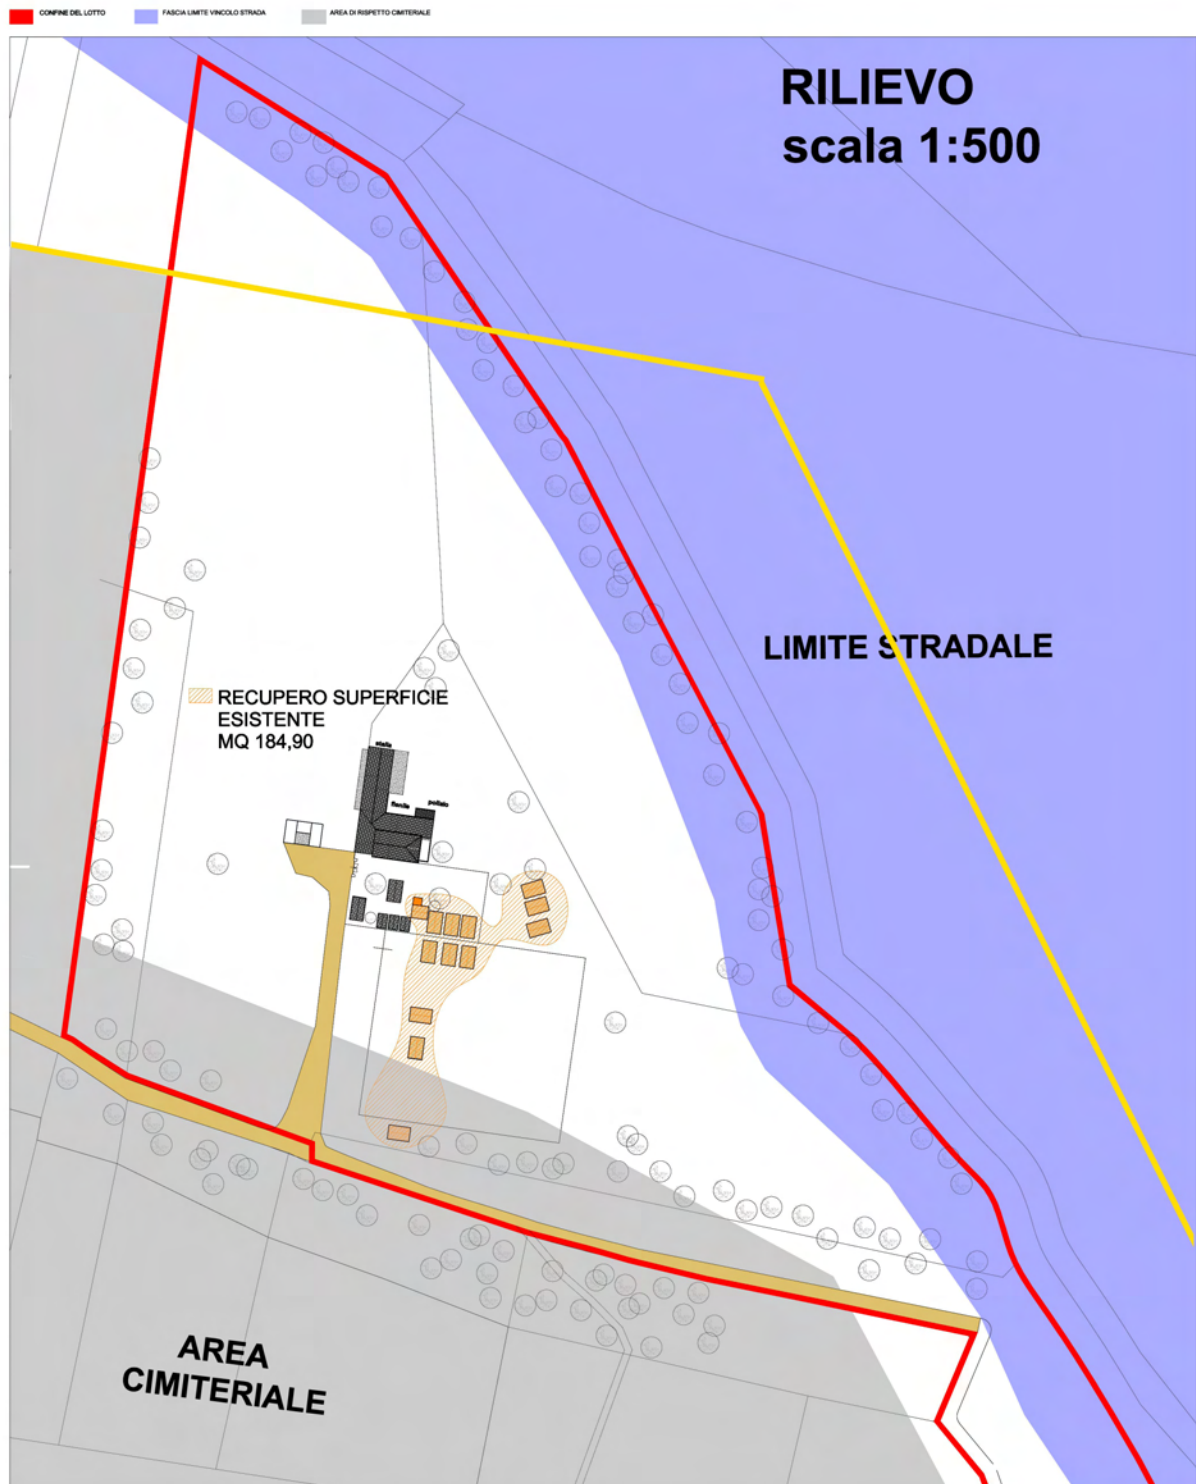 CONFINE DEL LOTTO
FASCIA LIMITE VINCOLO STRADA
AREA DI RISPETTO CIMITERIALE
RILIEVO
scala 1:500
LIMITE STRADALE
RECUPERO SUPERFICIE
ESISTENTE
MQ 184,90
stalla
fienile
pollaio
AREA
CIMITERIALE